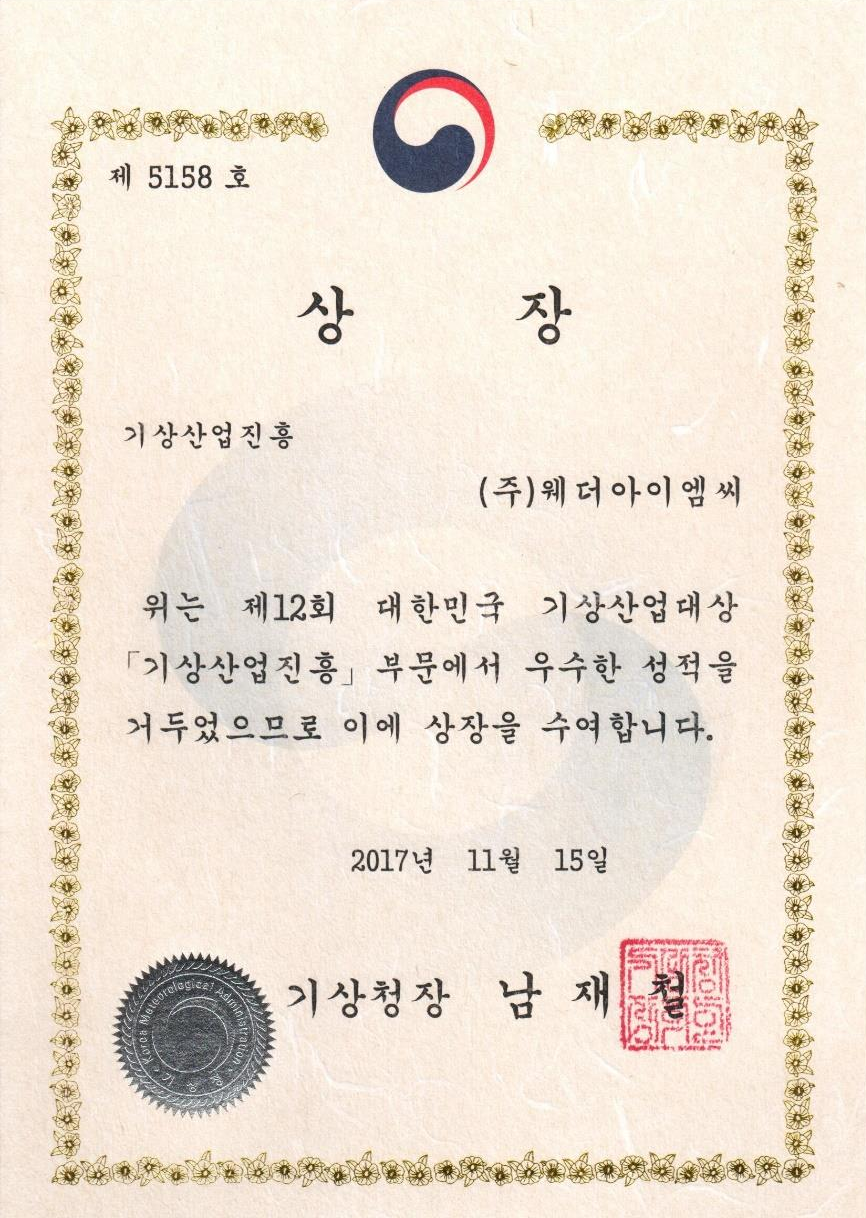 제 5158 호
상 장
기상산업진흥
(주)웨더아이엠씨
위는 제12회 대한민국 기상산업대상
「기상산업진흥」 부문에서 우수한 성적을
거두었으므로 이에 상장을 수여합니다.
2017년 11월 15일
기상청장 남 재 철
Korea Meteorological Administration